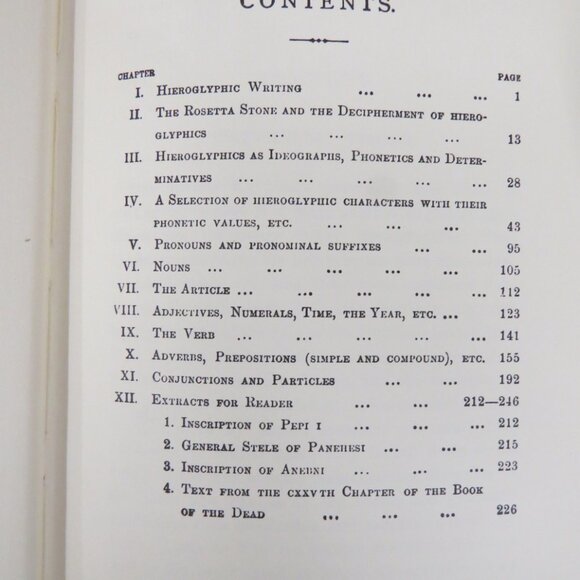 CONTENTS.
CHAPTER PAGE
I. HIEROGLYPHIC WRITING ... ... ... 1
II. THE ROSETTA STONE AND THE DECIPHERMENT OF HIERO-
GLYPHICS ... ... ... ... 13
III. HIEROGLYPHICS AS IDEOGRAPHS, PHONETICS AND DETER-
MINATIVES ... ... ... ... ... 28
IV. A SELECTION OF HIEROGLYPHIC CHARACTERS WITH THEIR
PHONETIC VALUES, ETC. ... ... ... 43
V. PRONOUNS AND PRONOMINAL SUFFIXES ... ... 95
VI. NOUNS ... ... ... ... ... 105
VII. THE ARTICLE ... ... ... ... ... 112
VIII. ADJECTIVES, NUMERALS, TIME, THE YEAR, ETC. ... 123
IX. THE VERB ... ... ... ... ... 141
X. ADVERBS, PREPOSITIONS (SIMPLE AND COMPOUND), ETC. 155
XI. CONJUNCTIONS AND PARTICLES ... ... ... 192
XII. EXTRACTS FOR READER ... ... 212—246
1. INSCRIPTION OF PEPI I ... ... ... 212
2. GENERAL STELE OF PANEHESI ... ... 215
3. INSCRIPTION OF ANEBNI ... ... ... 223
4. TEXT FROM THE CXXVTH CHAPTER OF THE BOOK
OF THE DEAD ... ... ... 226